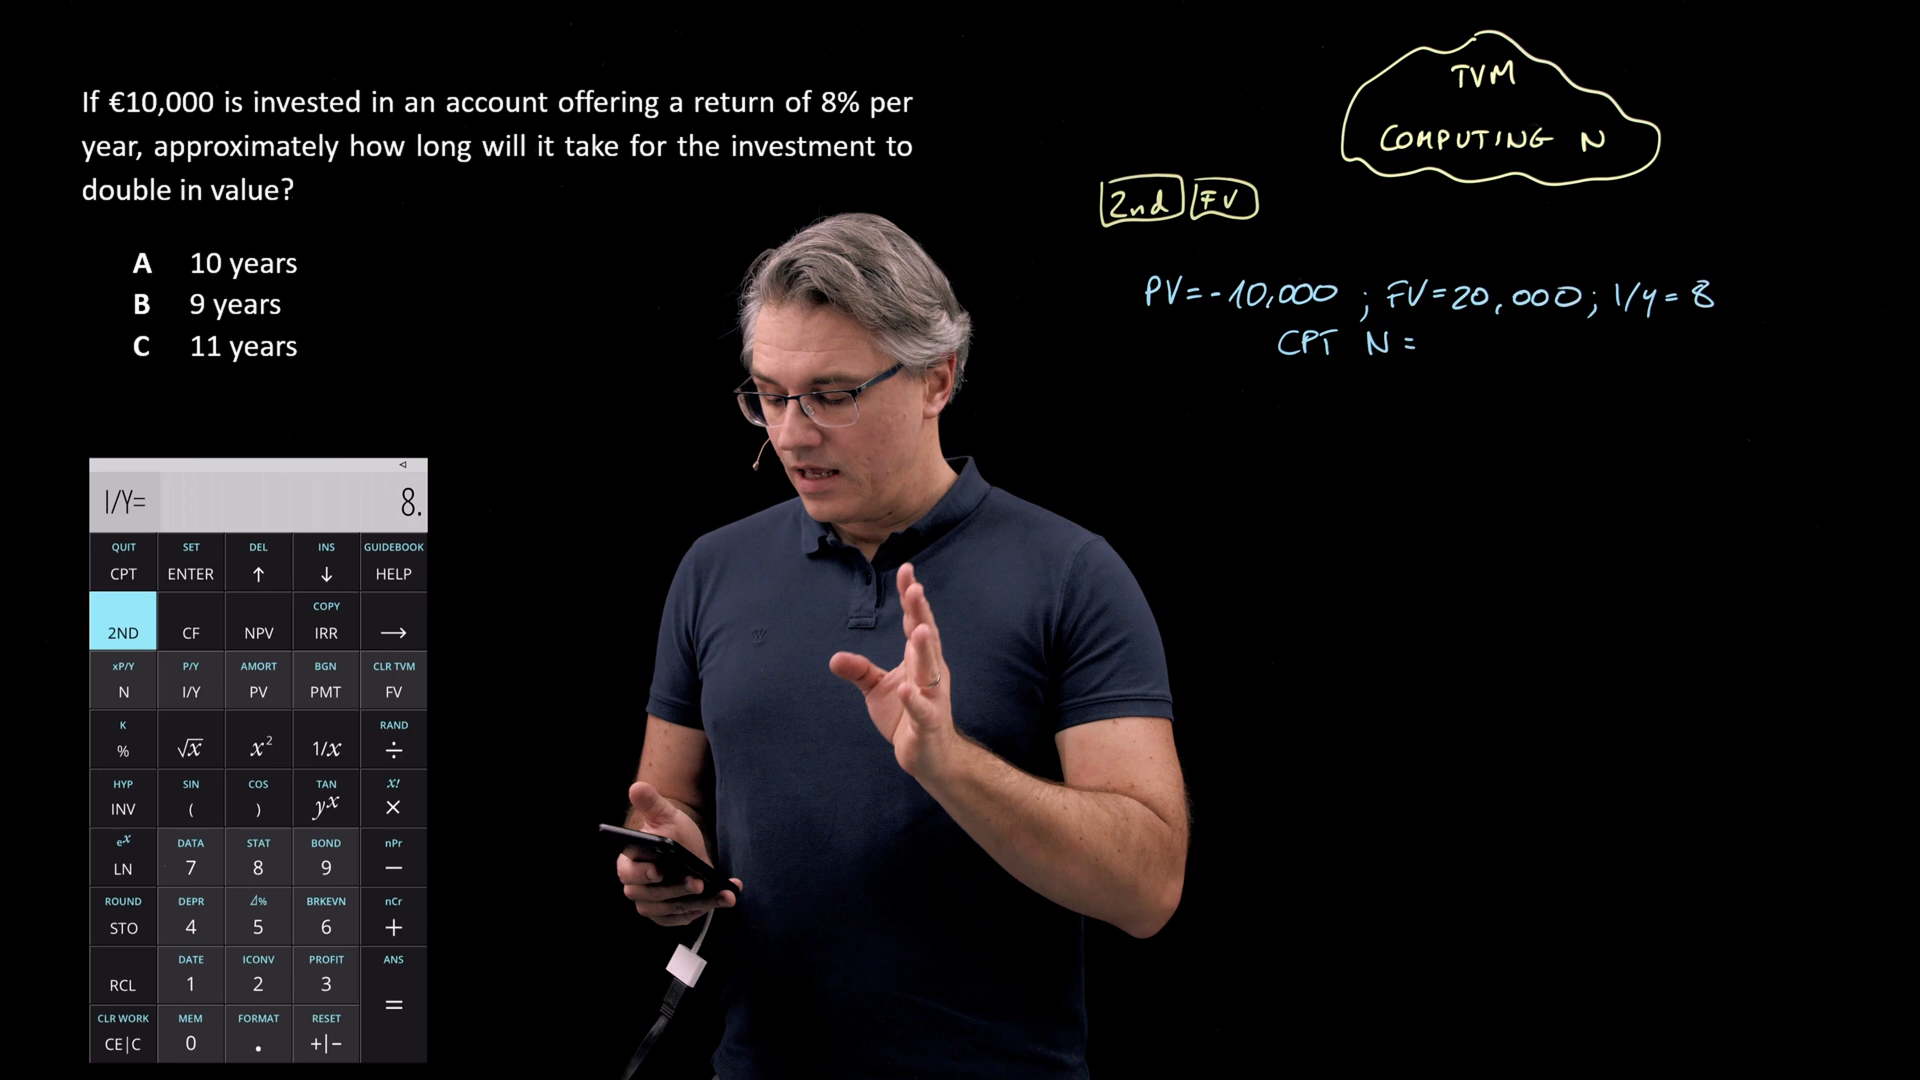 If €10,000 is invested in an account offering a return of 8% per
year, approximately how long will it take for the investment to
double in value?
A 10 years
B 9 years
C 11 years
TVM
COMPUTING N
2nd FV
PV=-10,000 ; FV=20,000; I/Y=8
CPT N=
I/Y= 8.
QUIT SET DEL INS GUIDEBOOK
CPT ENTER ↑ ↓ HELP
COPY
2ND CF NPV IRR →
xP/Y P/Y AMORT BGN CLR TVM
N I/Y PV PMT FV
K RAND
% √x x² 1/x ÷
HYP SIN COS TAN x!
INV ( ) yˣ ×
eˣ DATA STAT BOND nPr
LN 7 8 9 −
ROUND DEPR Δ% BRKEVN nCr
STO 4 5 6 +
DATE ICONV PROFIT ANS
RCL 1 2 3 =
CLR WORK MEM FORMAT RESET
CE|C 0 . +|−